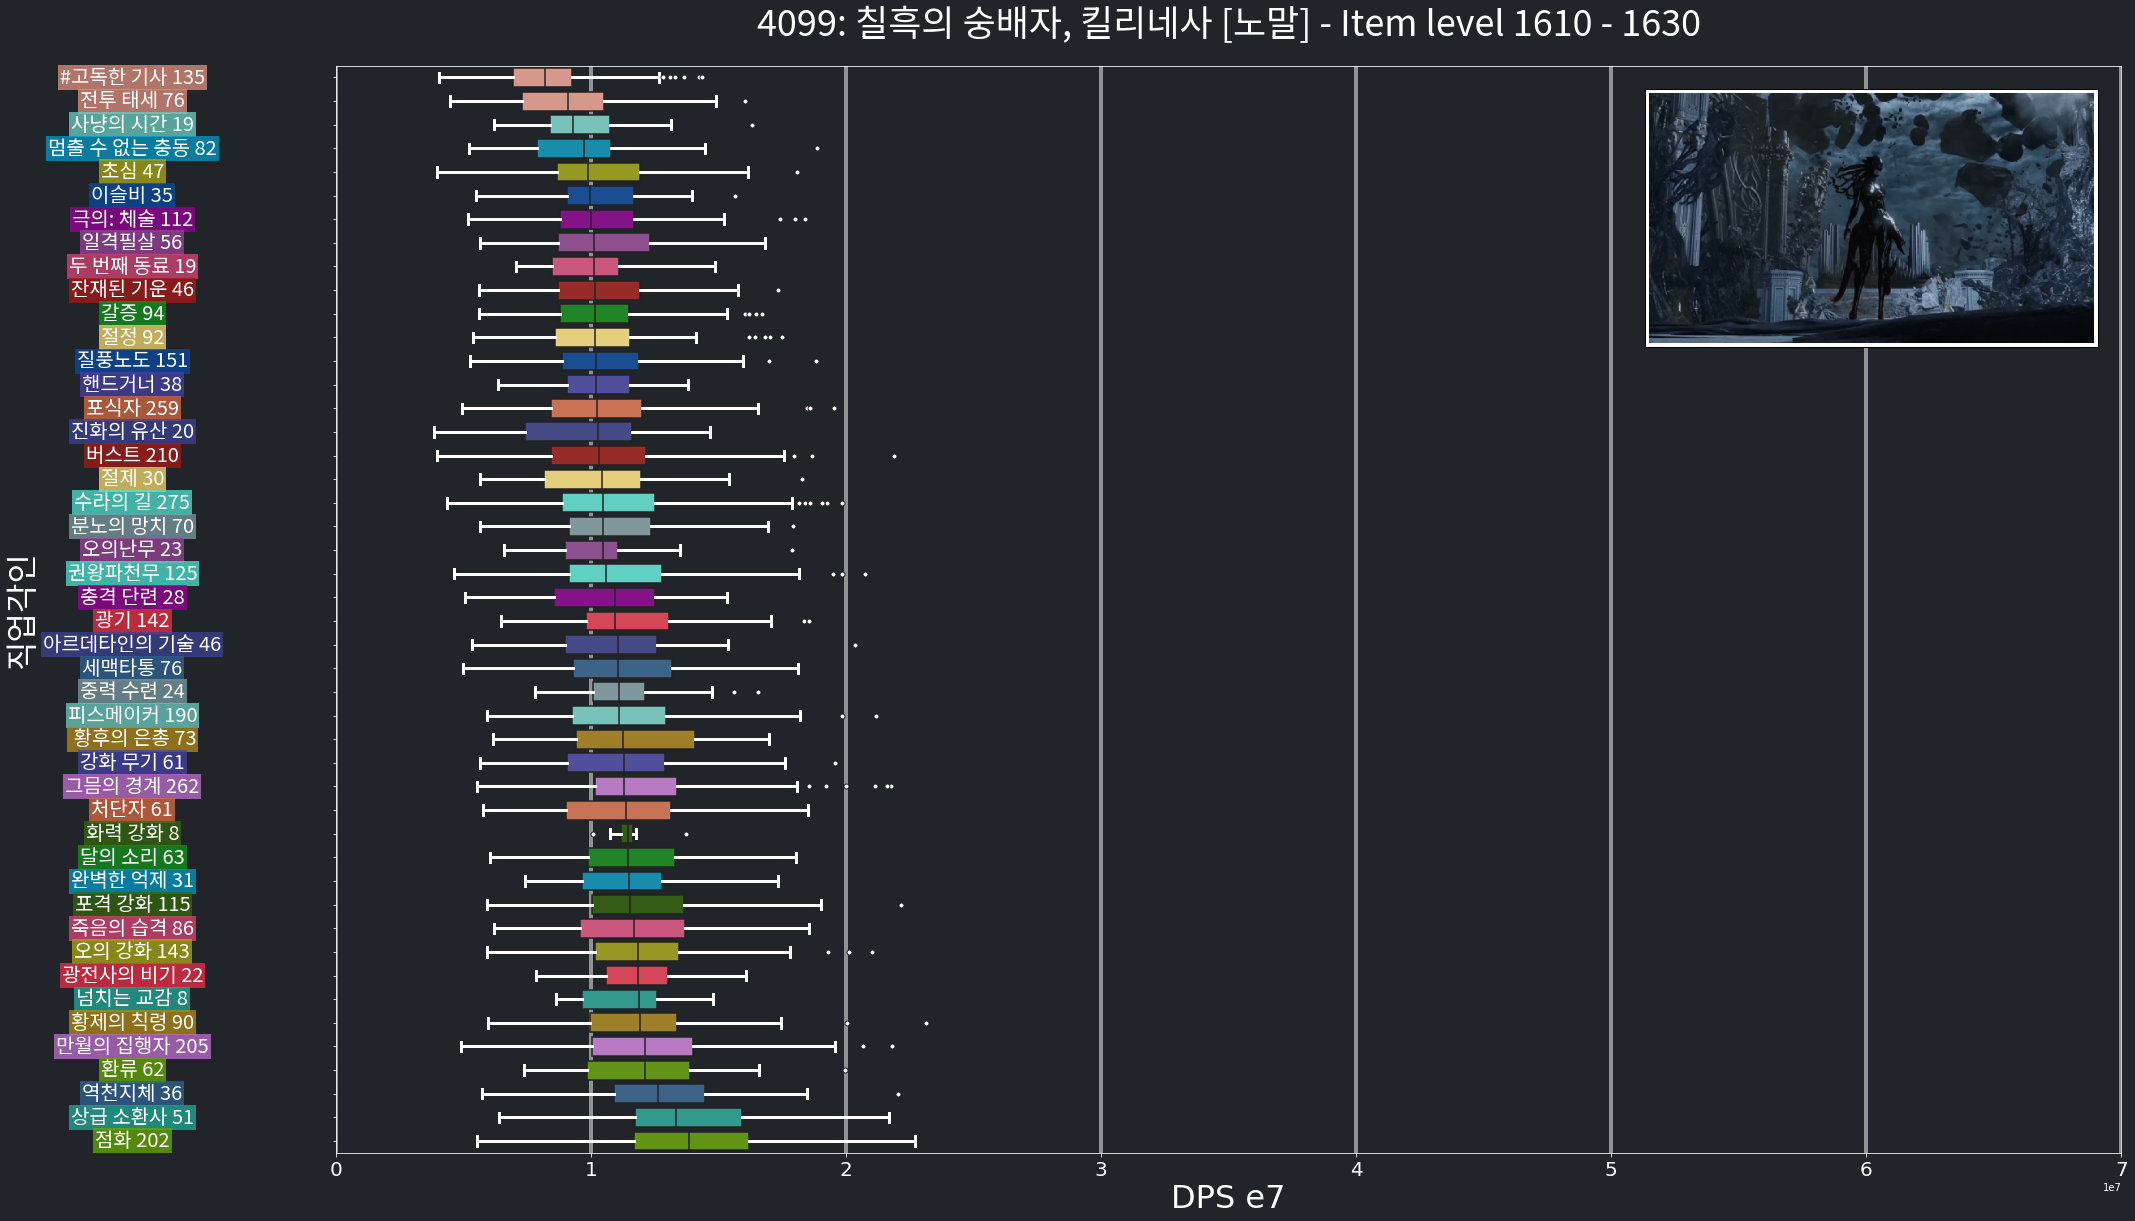 4099: 칠흑의 숭배자, 킬리네사 [노말] - Item level 1610 - 1630
#고독한 기사 135
전투 태세 76
사냥의 시간 19
멈출 수 없는 충동 82
초심 47
이슬비 35
극의: 체술 112
일격필살 56
두 번째 동료 19
잔재된 기운 46
갈증 94
절정 92
질풍노도 151
핸드거너 38
포식자 259
진화의 유산 20
버스트 210
절제 30
수라의 길 275
분노의 망치 70
오의난무 23
권왕파천무 125
충격 단련 28
광기 142
아르데타인의 기술 46
세맥타통 76
중력 수련 24
피스메이커 190
황후의 은총 73
강화 무기 61
그믐의 경계 262
처단자 61
화력 강화 8
달의 소리 63
완벽한 억제 31
포격 강화 115
죽음의 습격 86
오의 강화 143
광전사의 비기 22
넘치는 교감 8
황제의 칙령 90
만월의 집행자 205
환류 62
역천지체 36
상급 소환사 51
점화 202
직업각인
0 1 2 3 4 5 6 7
1e7
DPS e7